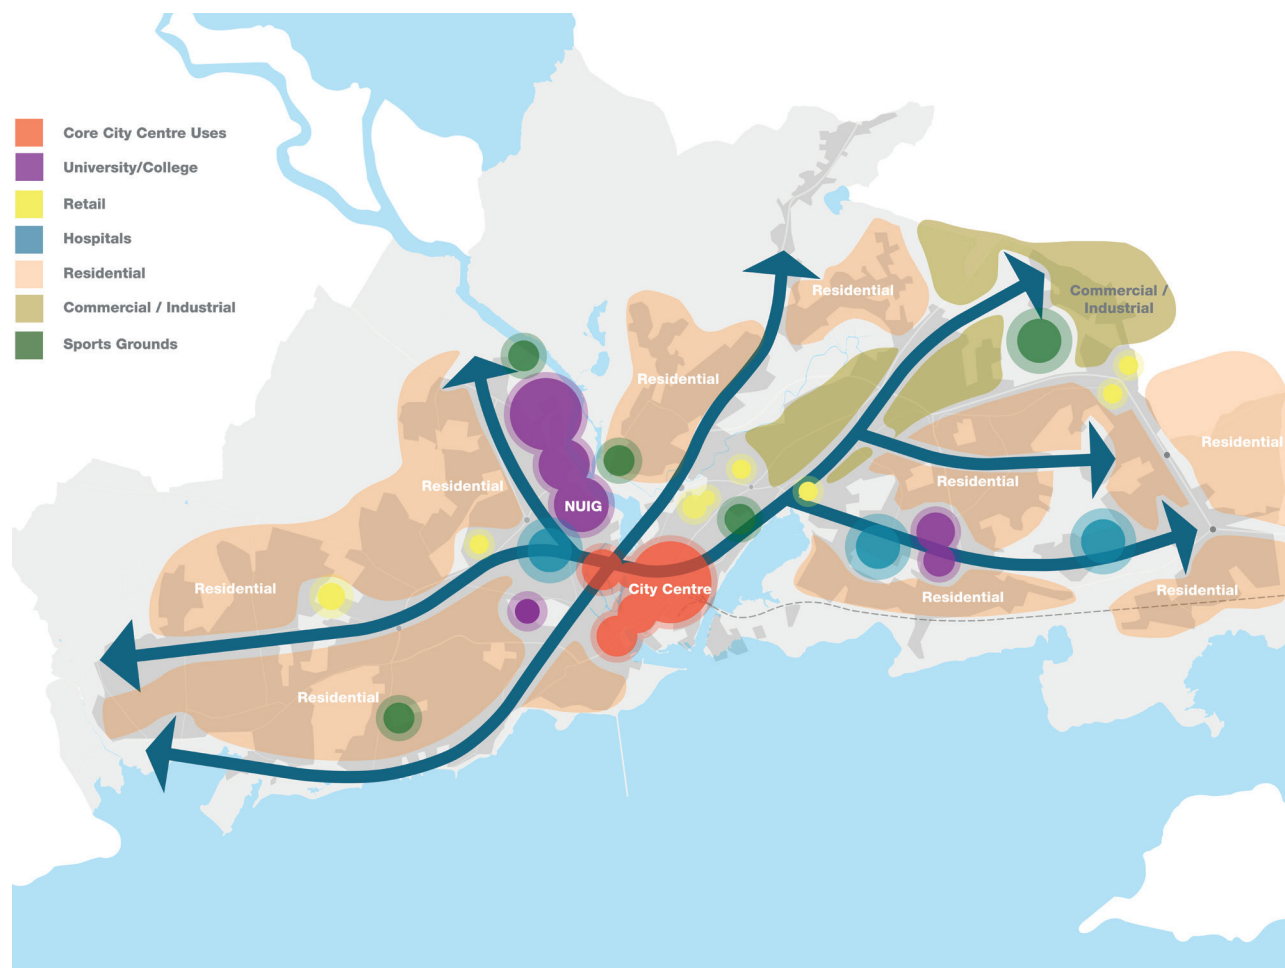 Core City Centre Uses
University/College
Retail
Hospitals
Residential
Commercial / Industrial
Sports Grounds
Residential
Commercial /
Industrial
Residential
Residential
Residential
Residential
NUIG
Residential
City Centre
Residential
Residential
Residential